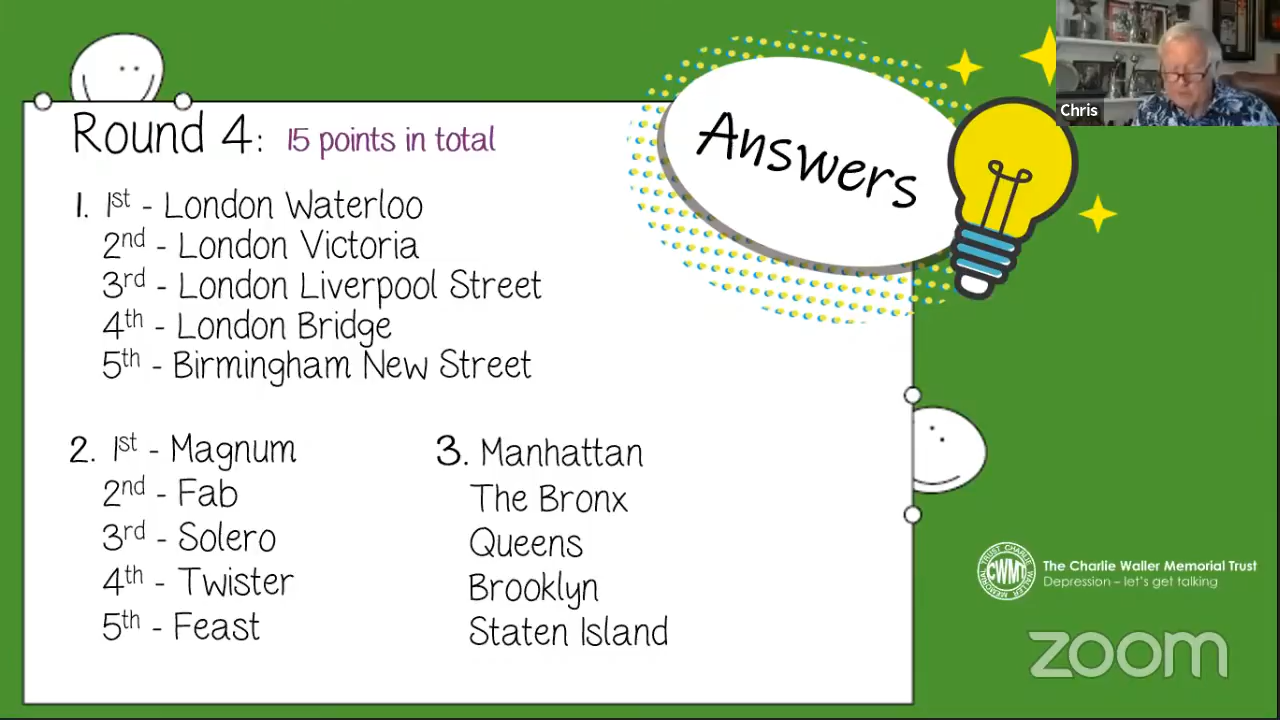 Round 4: 15 points in total
Answers
Chris
1. 1st - London Waterloo
2nd - London Victoria
3rd - London Liverpool Street
4th - London Bridge
5th - Birmingham New Street
2. 1st - Magnum
2nd - Fab
3rd - Solero
4th - Twister
5th - Feast
3. Manhattan
The Bronx
Queens
Brooklyn
Staten Island
CWMT
The Charlie Waller Memorial Trust
Depression – let's get talking
zoom